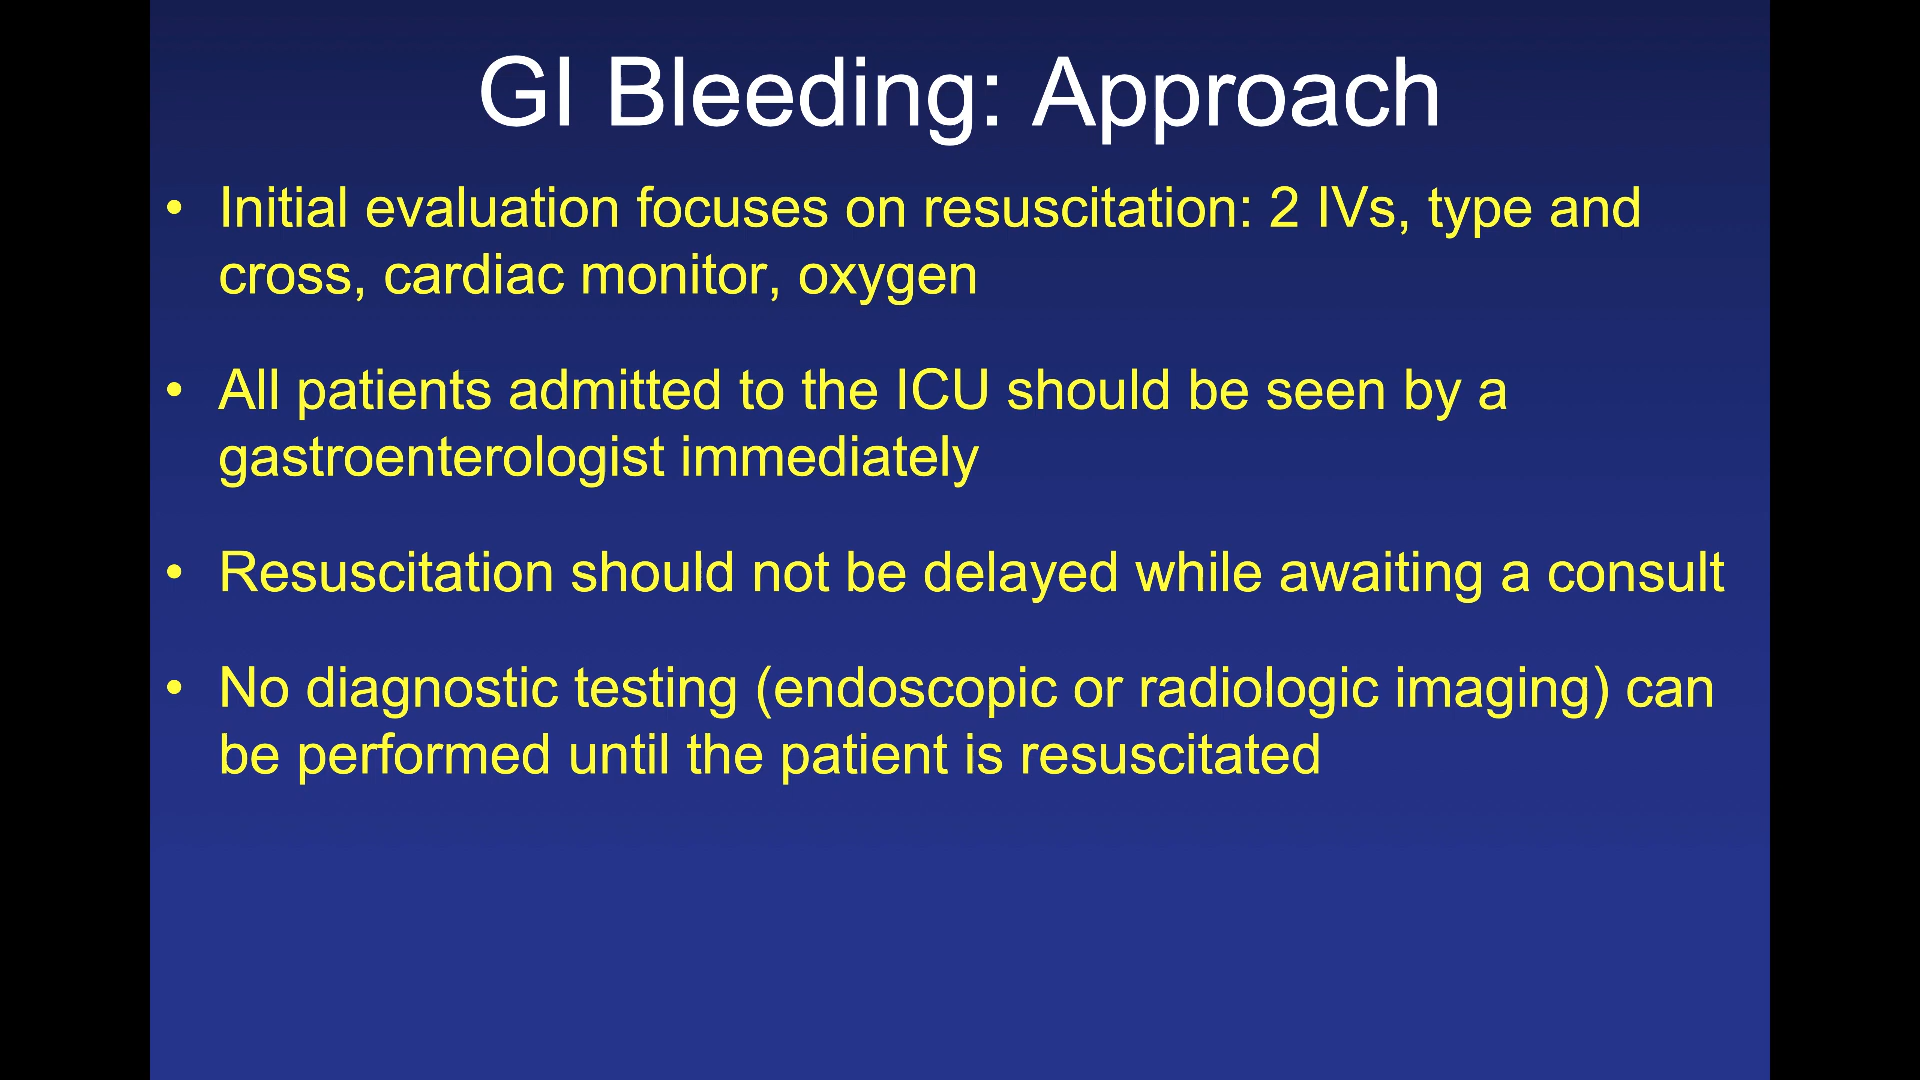 GI Bleeding: Approach
• Initial evaluation focuses on resuscitation: 2 IVs, type and
cross, cardiac monitor, oxygen
• All patients admitted to the ICU should be seen by a
gastroenterologist immediately
• Resuscitation should not be delayed while awaiting a consult
• No diagnostic testing (endoscopic or radiologic imaging) can
be performed until the patient is resuscitated